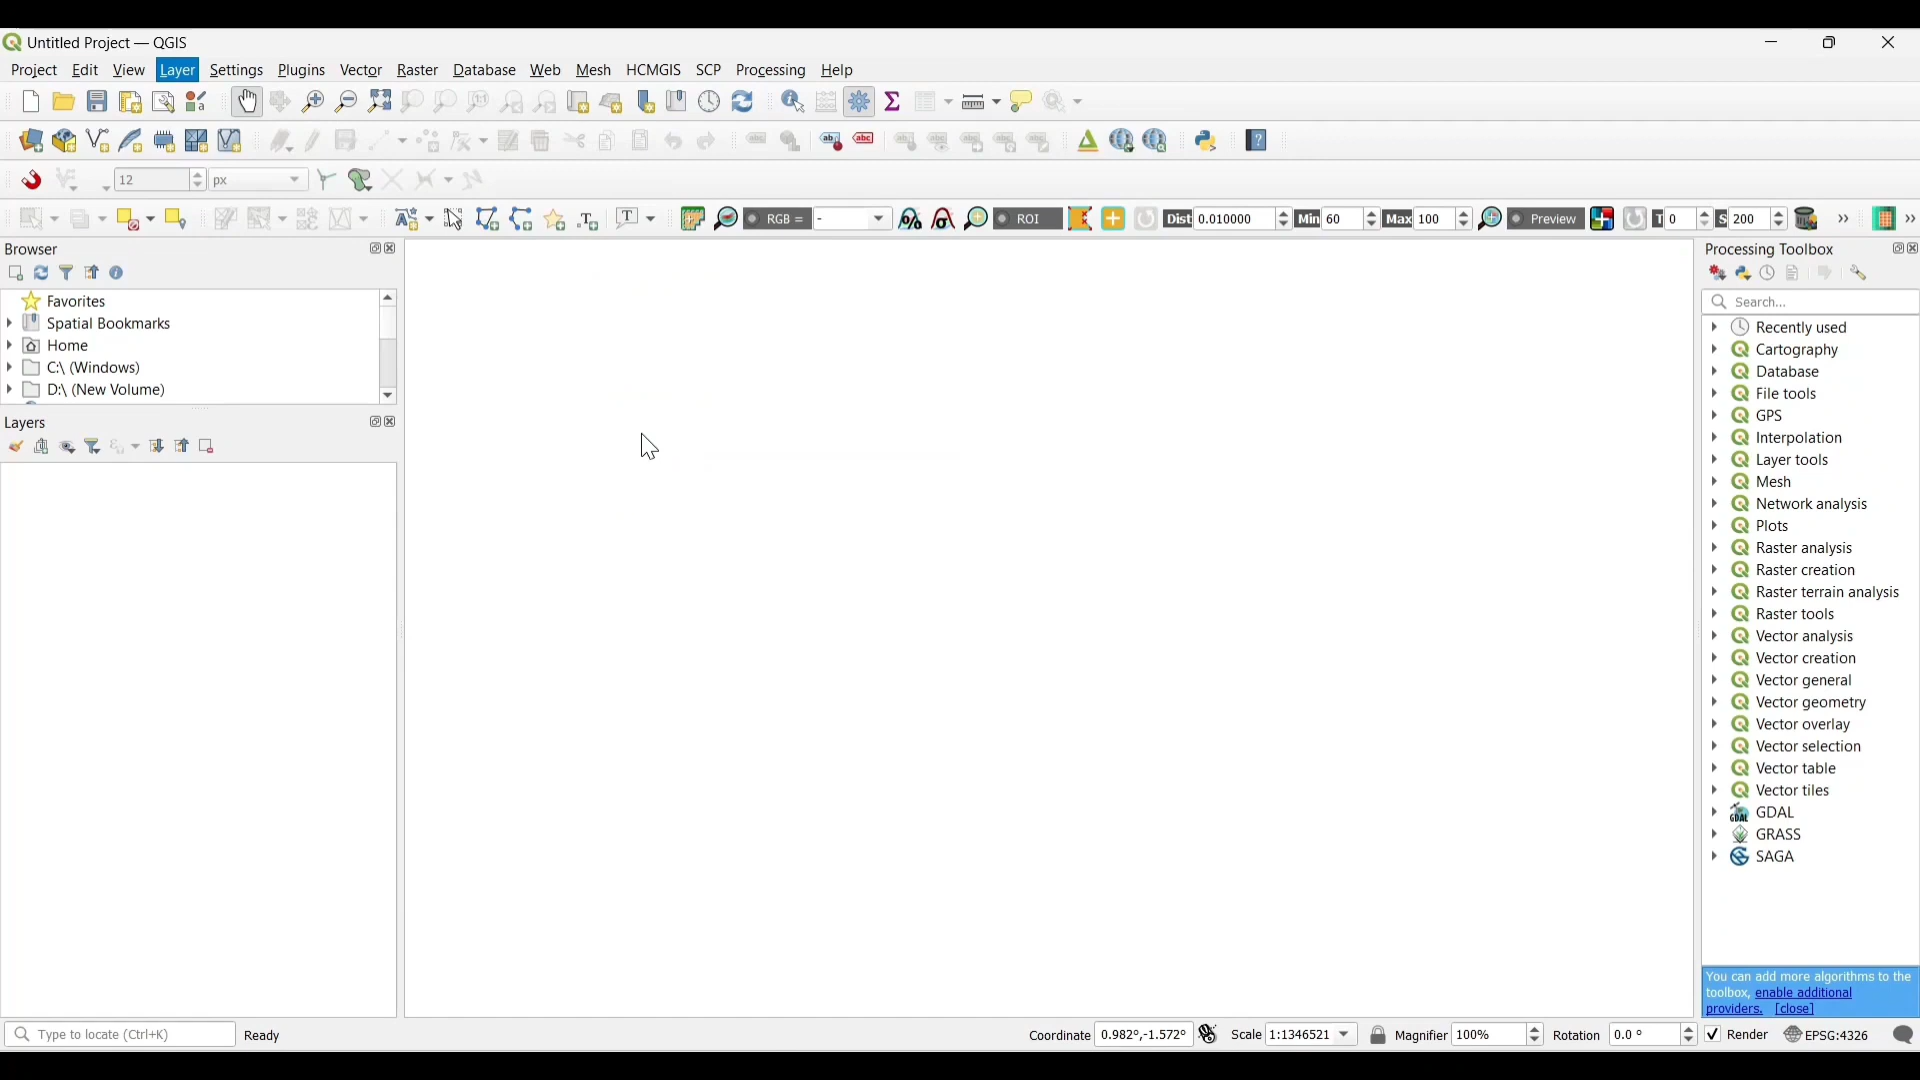 Untitled Project — QGIS
Project Edit View Layer Settings Plugins Vector Raster Database Web Mesh HCMGIS SCP Processing Help
12 px
RGB = - ROI Dist 0.010000 Min 60 Max 100 Preview T 0 S 200
Browser
Favorites
Spatial Bookmarks
Home
C:\ (Windows)
D:\ (New Volume)
Layers
Processing Toolbox
Search...
Recently used
Cartography
Database
File tools
GPS
Interpolation
Layer tools
Mesh
Network analysis
Plots
Raster analysis
Raster creation
Raster terrain analysis
Raster tools
Vector analysis
Vector creation
Vector general
Vector geometry
Vector overlay
Vector selection
Vector table
Vector tiles
GDAL
GRASS
SAGA
You can add more algorithms to the
toolbox, enable additional
providers. [close]
Type to locate (Ctrl+K) Ready Coordinate 0.982°,-1.572° Scale 1:1346521 Magnifier 100% Rotation 0.0 ° Render EPSG:4326